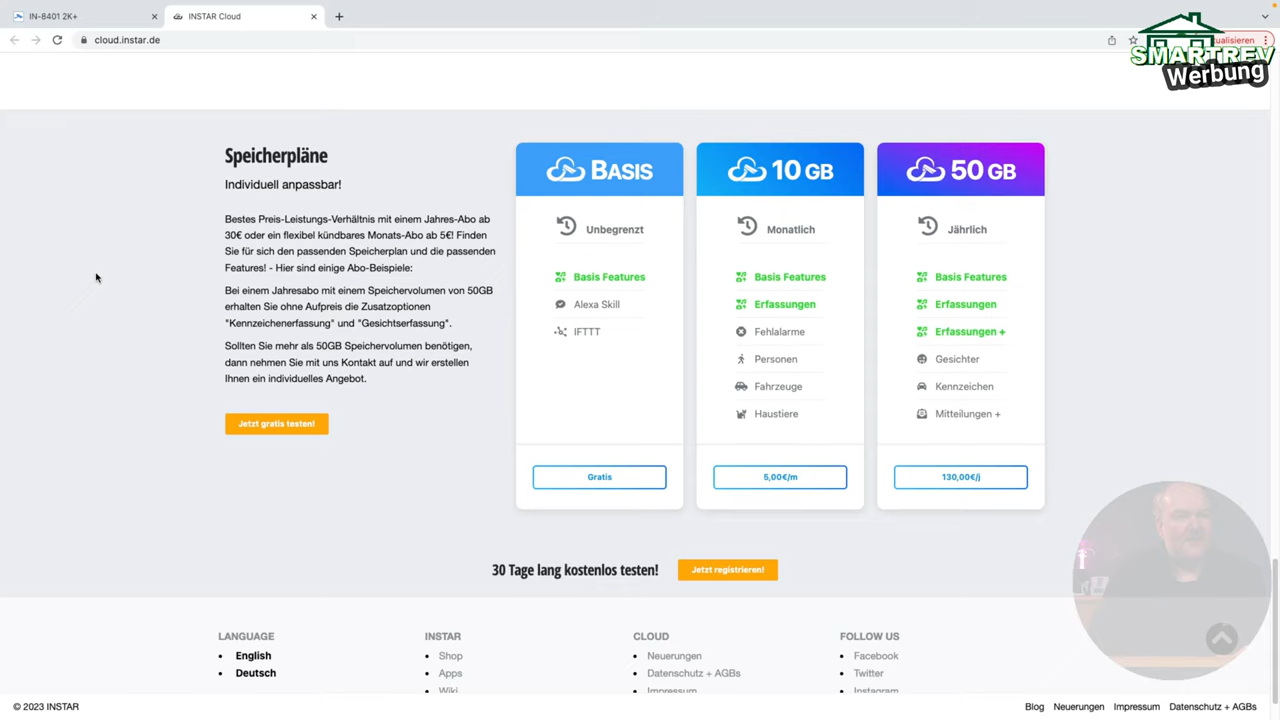 IN-8401 2K+
INSTAR Cloud
cloud.instar.de
ualisieren
SMARTREV
Werbung
Speicherpläne
Individuell anpassbar!
Bestes Preis-Leistungs-Verhältnis mit einem Jahres-Abo ab
30€ oder ein flexibel kündbares Monats-Abo ab 5€! Finden
Sie für sich den passenden Speicherplan und die passenden
Features! - Hier sind einige Abo-Beispiele:
Bei einem Jahresabo mit einem Speichervolumen von 50GB
erhalten Sie ohne Aufpreis die Zusatzoptionen
"Kennzeichenerfassung" und "Gesichtserfassung".
Sollten Sie mehr als 50GB Speichervolumen benötigen,
dann nehmen Sie mit uns Kontakt auf und wir erstellen
Ihnen ein individuelles Angebot.
Jetzt gratis testen!
BASIS
Unbegrenzt
Basis Features
Alexa Skill
IFTTT
Gratis
10 GB
Monatlich
Basis Features
Erfassungen
Fehlalarme
Personen
Fahrzeuge
Haustiere
5,00€/m
50 GB
Jährlich
Basis Features
Erfassungen
Erfassungen +
Gesichter
Kennzeichen
Mitteilungen +
130,00€/j
30 Tage lang kostenlos testen!
Jetzt registrieren!
LANGUAGE
English
Deutsch
INSTAR
Shop
Apps
Wiki
CLOUD
Neuerungen
Datenschutz + AGBs
Impressum
FOLLOW US
Facebook
Twitter
Instagram
© 2023 INSTAR
Blog Neuerungen Impressum Datenschutz + AGBs